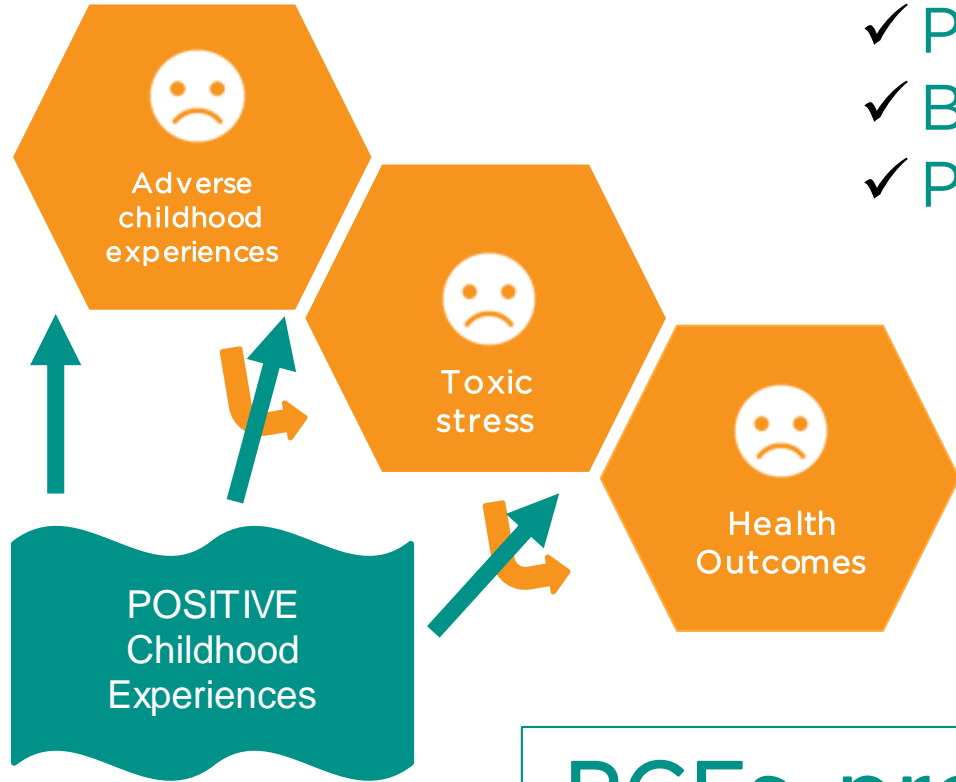 ✓ P
✓ B
✓ P
Adverse
childhood
experiences
Toxic
stress
Health
Outcomes
POSITIVE
Childhood
Experiences